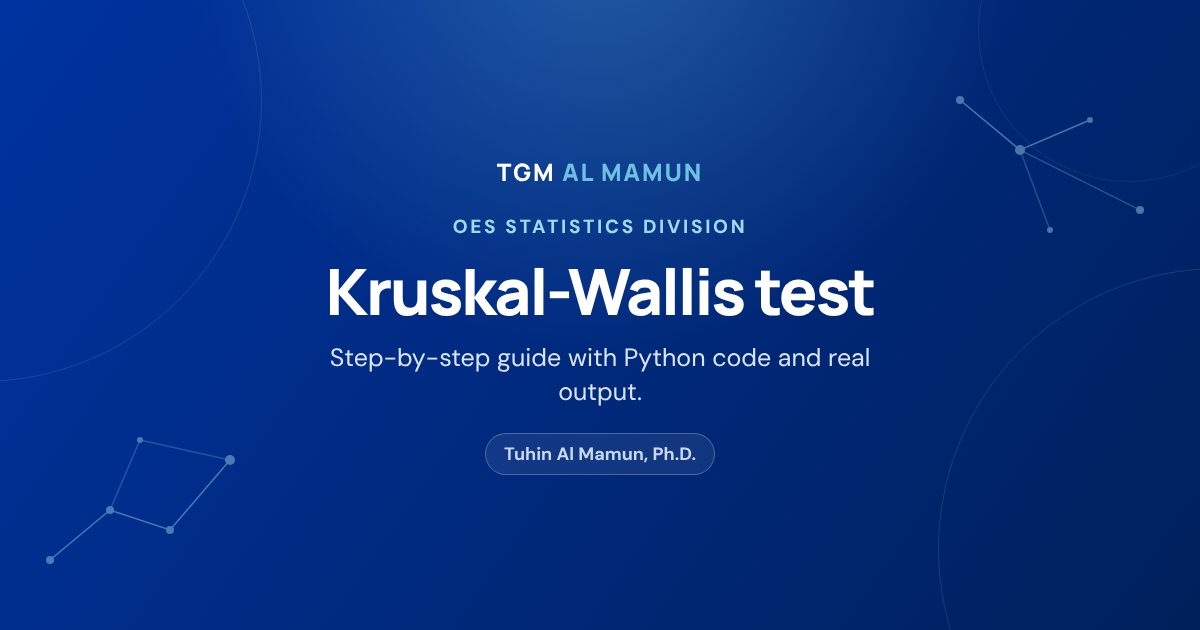 TGM AL MAMUN
OES STATISTICS DIVISION
Kruskal-Wallis test
Step-by-step guide with Python code and real
output.
Tuhin Al Mamun, Ph.D.